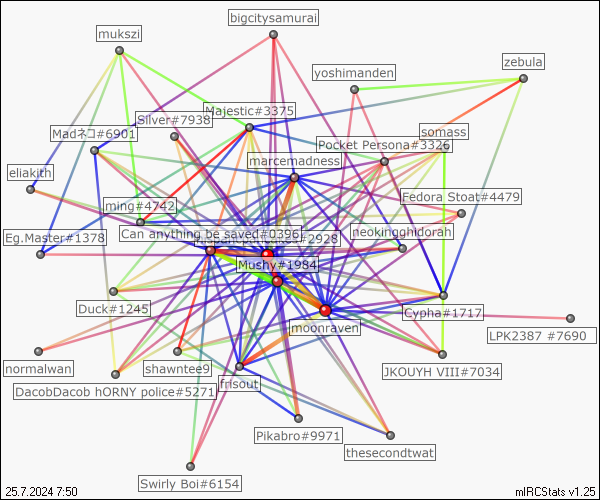 bigcitysamurai
mukszi
zebula
yoshimanden
Majestic#3375
Silver#7938
somass
Madネコ#6901
Pocket Persona#3326
marcemadness
eliakith
Fedora Stoat#4479
ming#4742
Can anything be saved#0396
neokingghidorah
Eg.Master#1378
#2928
Mushy#1984
Duck#1245
Cypha#1717
moonraven
LPK2387 #7690
normalwan
shawntee9
JKOUYH VIII#7034
frisout
DacobDacob hORNY police#5271
Pikabro#9971
thesecondtwat
Swirly Boi#6154
25.7.2024 7:50
mIRCStats v1.25